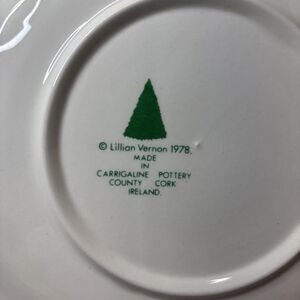 © Lillian Vernon 1978.
MADE
IN
CARRIGALINE POTTERY
COUNTY CORK
IRELAND.